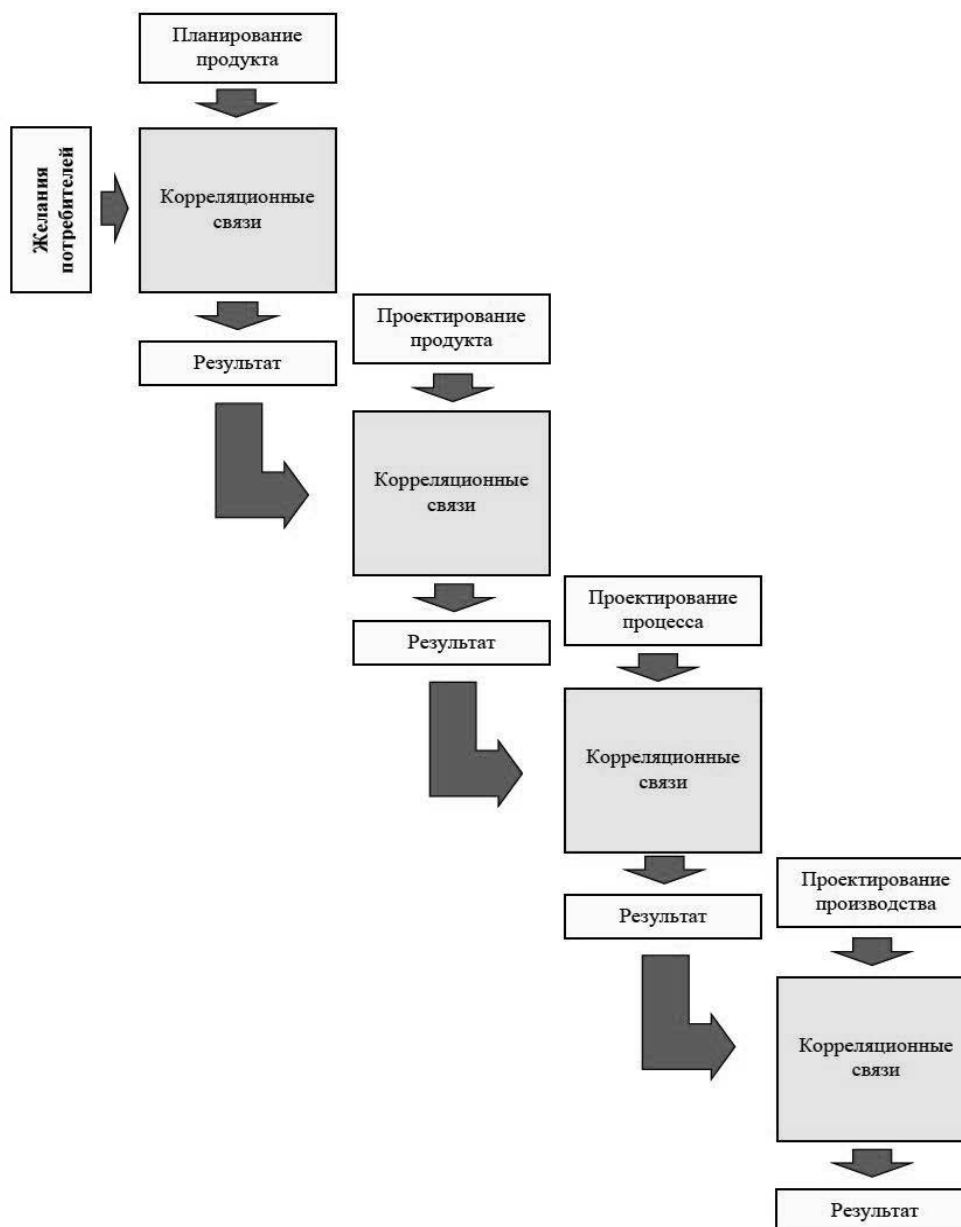 Планирование
продукта
Желания
потребителей
Корреляционные
связи
Результат
Проектирование
продукта
Корреляционные
связи
Результат
Проектирование
процесса
Корреляционные
связи
Результат
Проектирование
производства
Корреляционные
связи
Результат